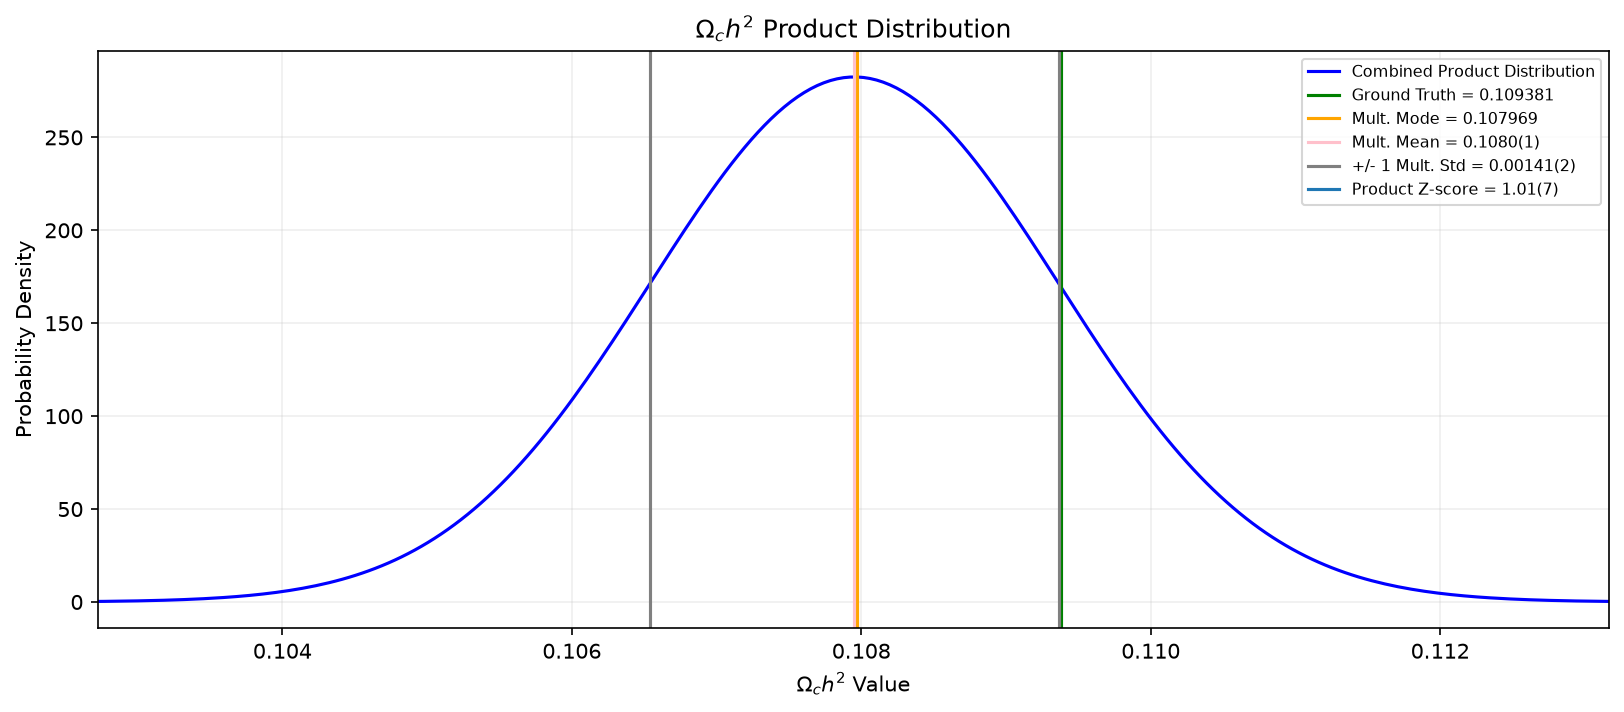 Ωch² Product Distribution
Combined Product Distribution
Ground Truth = 0.109381
Mult. Mode = 0.107969
Mult. Mean = 0.1080(1)
+/- 1 Mult. Std = 0.00141(2)
Product Z-score = 1.01(7)
Probability Density
250
200
150
100
50
0
0.104 0.106 0.108 0.110 0.112
Ωch² Value